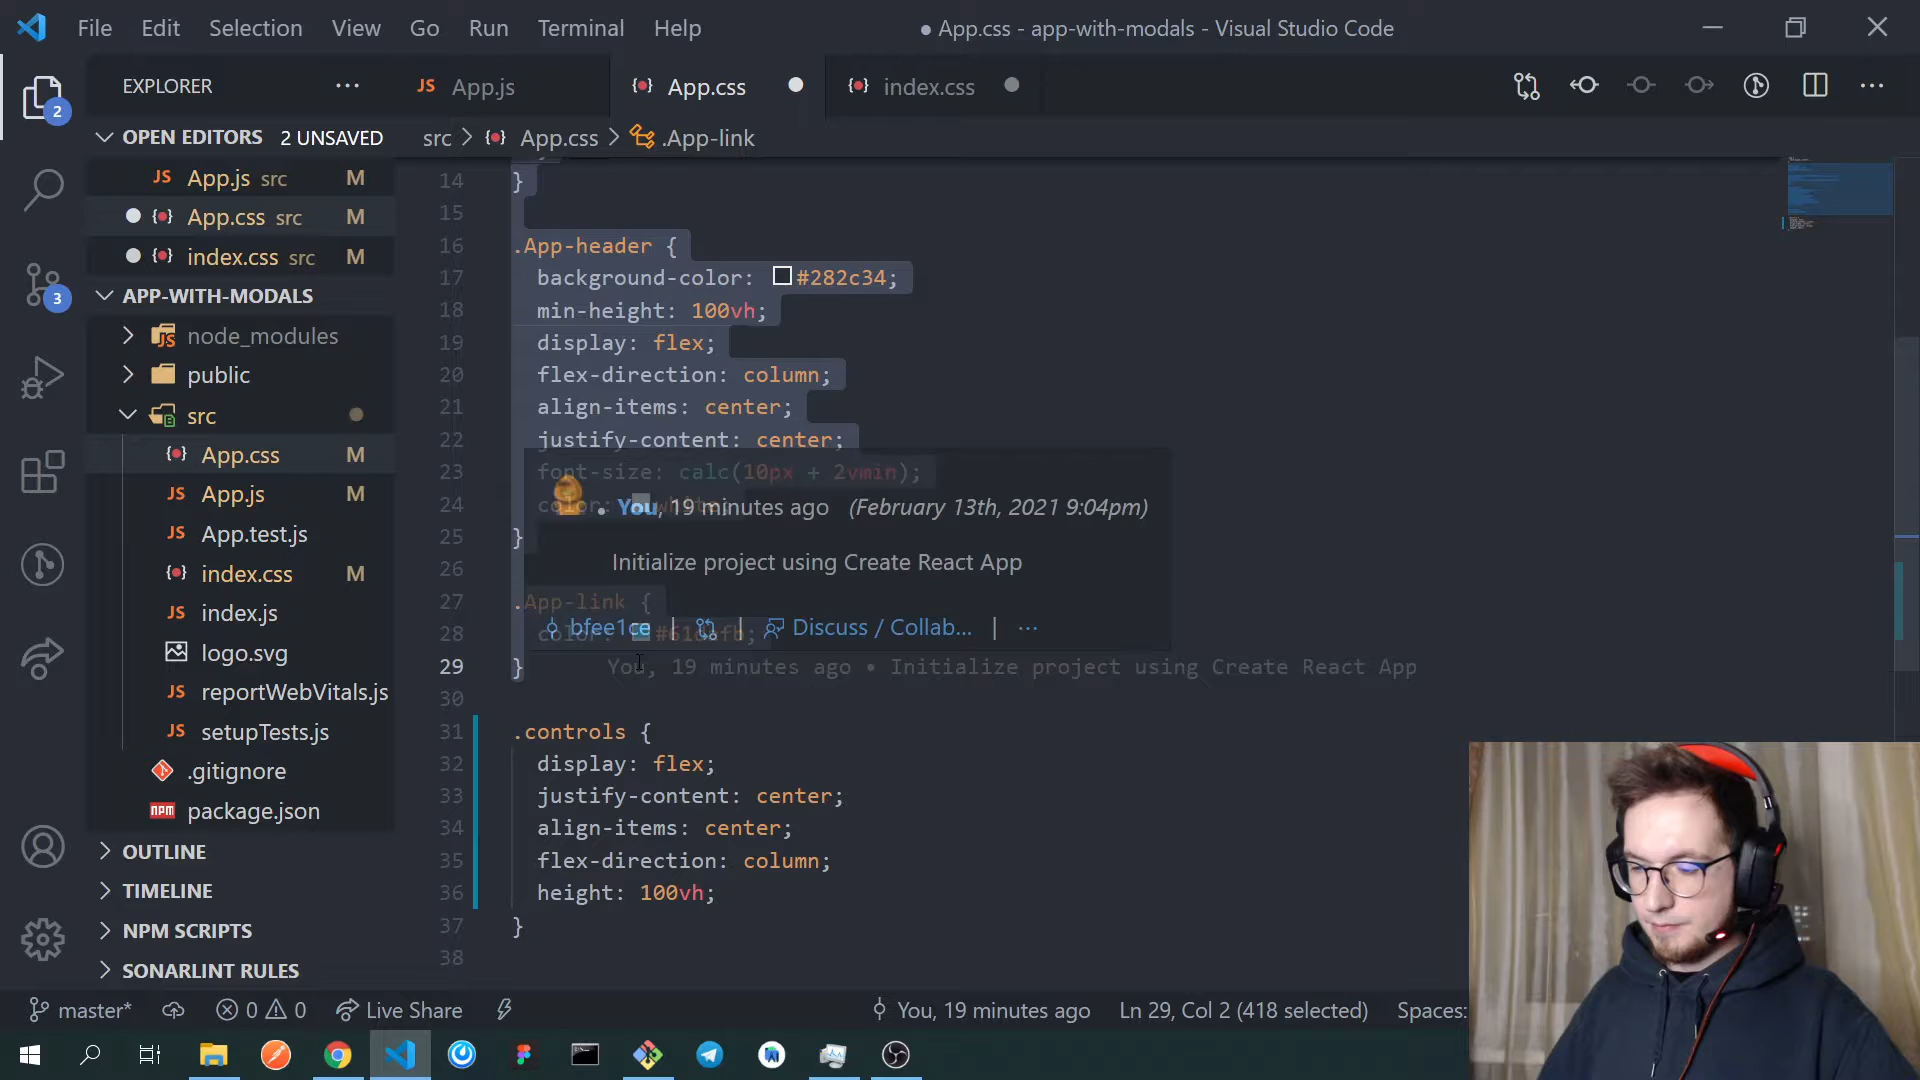 File Edit Selection View Go Run Terminal Help
● App.css - app-with-modals - Visual Studio Code
EXPLORER
App.js
App.css
index.css
OPEN EDITORS 2 UNSAVED
src > App.css > .App-link
App.js src M
App.css src M
index.css src M
APP-WITH-MODALS
node_modules
public
src
App.css M
App.js M
App.test.js
index.css M
index.js
logo.svg
reportWebVitals.js
setupTests.js
.gitignore
package.json
OUTLINE
TIMELINE
NPM SCRIPTS
SONARLINT RULES
2
3
14 }
15
16 .App-header {
17 background-color: #282c34;
18 min-height: 100vh;
19 display: flex;
20 flex-direction: column;
21 align-items: center;
22 justify-content: center;
23 font-size: calc(10px + 2vmin);
24 color: white;
You, 19 minutes ago (February 13th, 2021 9:04pm)
25 }
Initialize project using Create React App
26
27 .App-link {
28 color:
bfee1ce | | Discuss / Collab... | ...
29 } You, 19 minutes ago • Initialize project using Create React App
30
31 .controls {
32 display: flex;
33 justify-content: center;
34 align-items: center;
35 flex-direction: column;
36 height: 100vh;
37 }
38
master* 0 0 Live Share You, 19 minutes ago Ln 29, Col 2 (418 selected) Spaces: